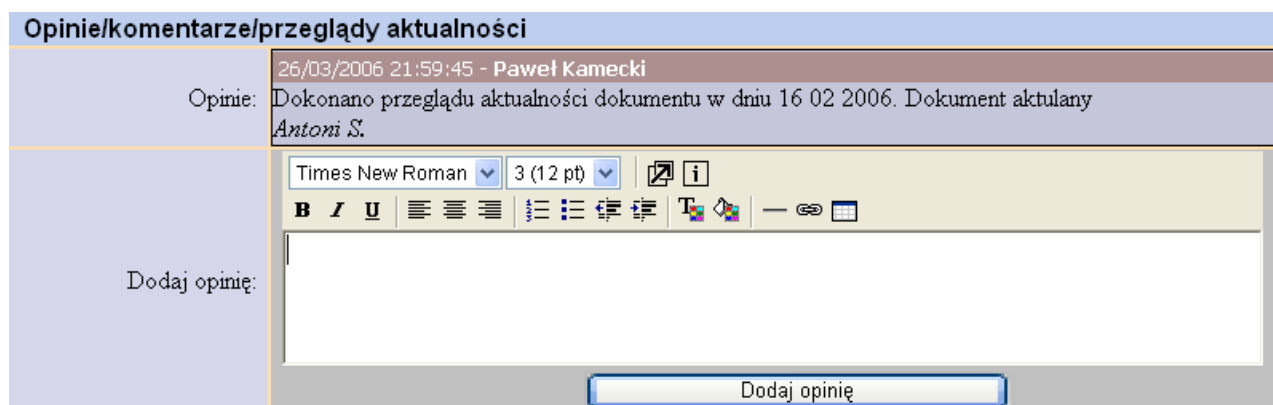 Opinie/komentarze/przeglądy aktualności
26/03/2006 21:59:45 - Paweł Kamecki
Opinie:
Dokonano przeglądu aktualności dokumentu w dniu 16 02 2006. Dokument aktulany
Antoni S.
Times New Roman 3 (12 pt)
B I U
Dodaj opinię:
Dodaj opinię